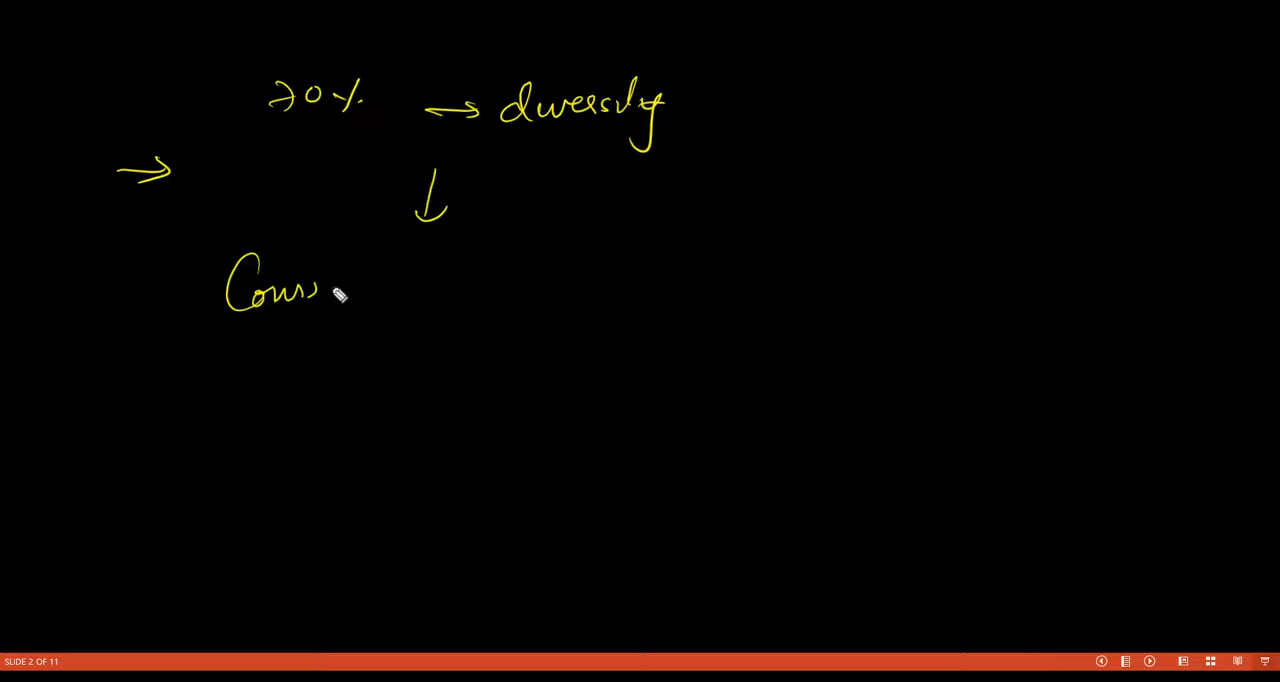 70% → diversity
→
↓
Cons
SLIDE 2 OF 11